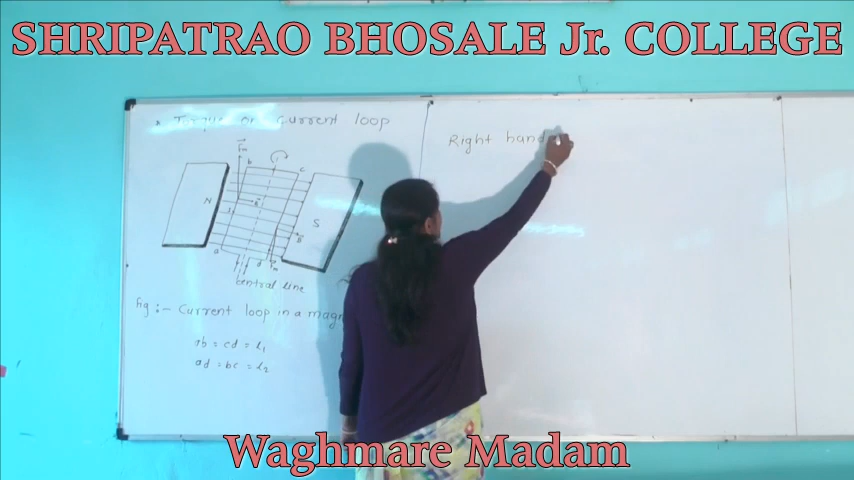 SHRIPATRAO BHOSALE Jr. COLLEGE
* Torque on current loop
Right hand
b
c
N
S
a
d
Central line
fig :- Current loop in a magn
ab = cd = l₁
ad = bc = l₂
Waghmare Madam